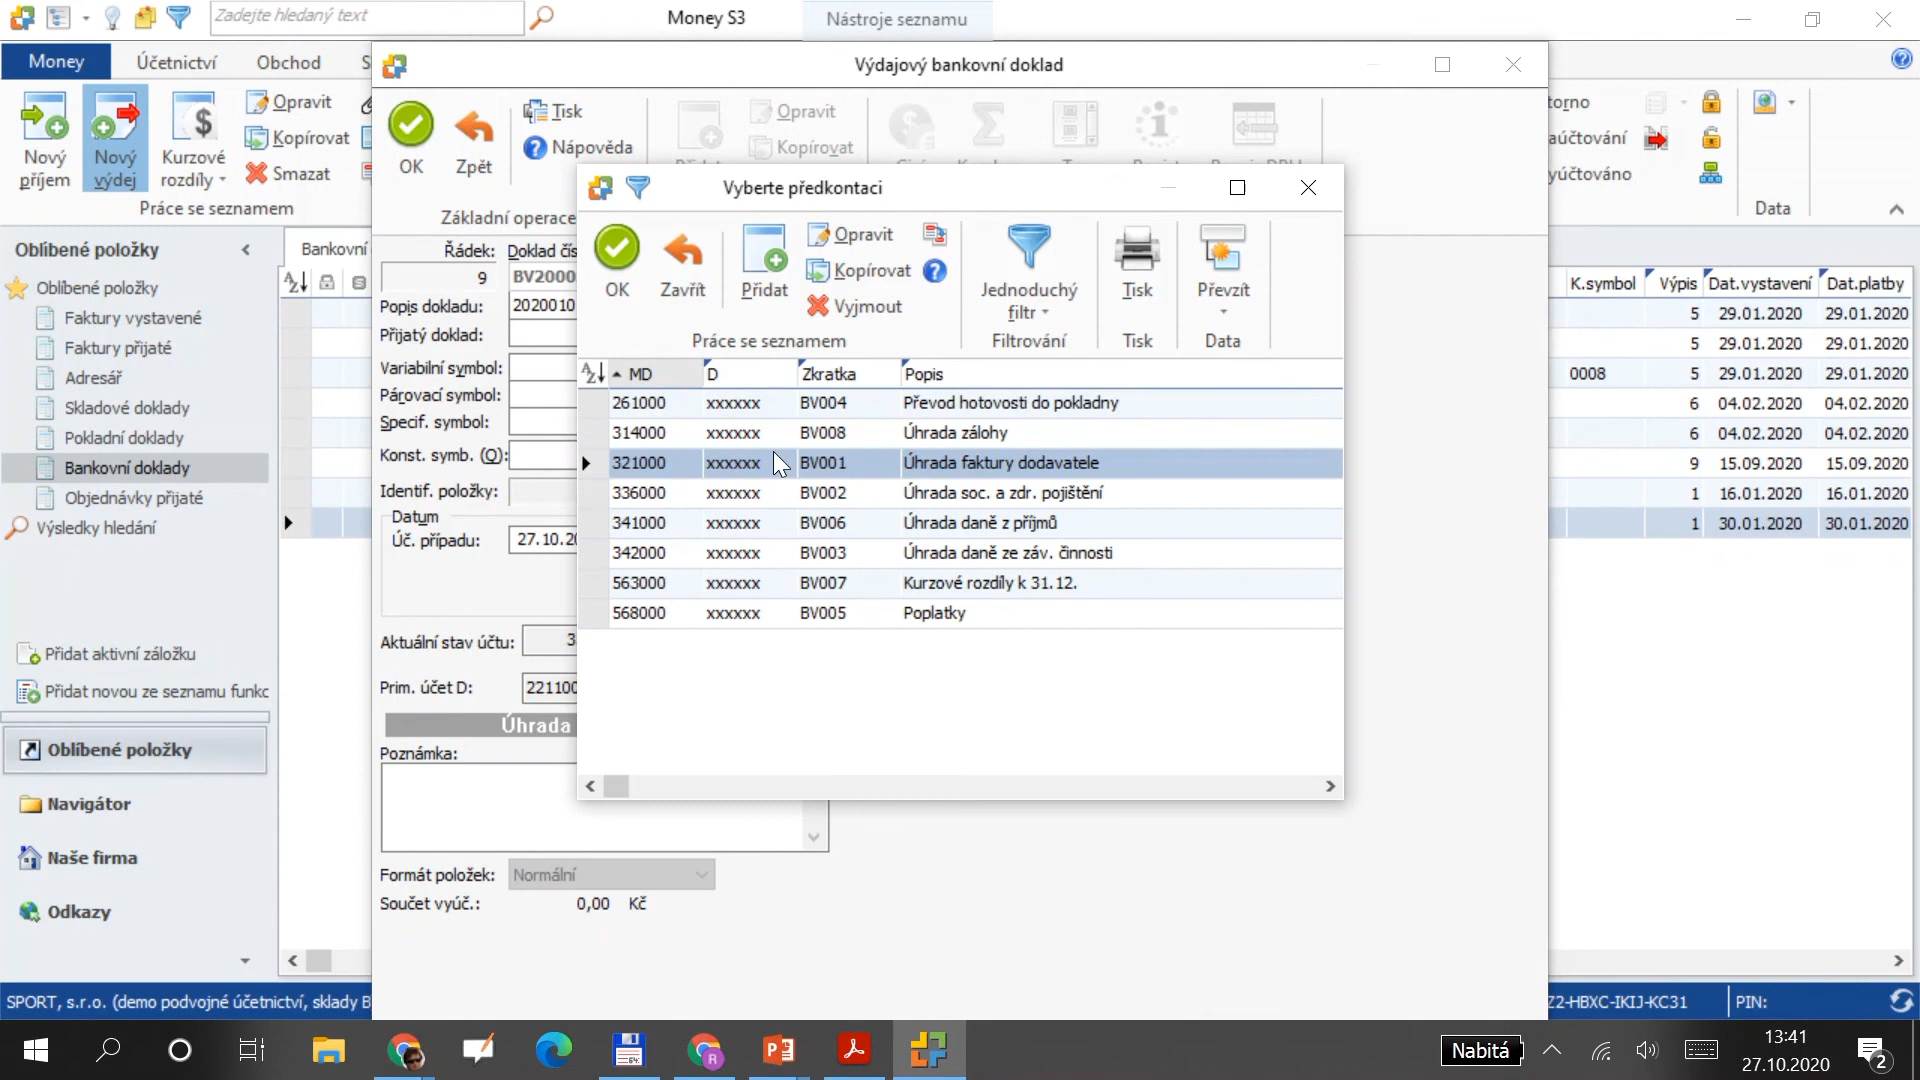 Zadejte hledaný text
Money S3
Nástroje seznamu
Money
Účetnictví
Obchod
S
Nový příjem
Nový výdej
Kurzové rozdíly
Opravit
Kopírovat
Smazat
Práce se seznamem
Výdajový bankovní doklad
OK
Zpět
Tisk
Nápověda
Opravit
Kopírovat
Základní operace
torno
aúčtování
yúčtováno
Data
Oblíbené položky
Oblíbené položky
Faktury vystavené
Faktury přijaté
Adresář
Skladové doklady
Pokladní doklady
Bankovní doklady
Objednávky přijaté
Výsledky hledání
Přidat aktivní záložku
Přidat novou ze seznamu funkc
Oblíbené položky
Navigátor
Naše firma
Odkazy
Bankovní
Řádek:
Doklad čís
9
BV2000
Popis dokladu:
2020010
Přijatý doklad:
Variabilní symbol:
Párovací symbol:
Specif. symbol:
Konst. symb. (Q):
Identif. položky:
Datum
Úč. případu:
27.10.20
Aktuální stav účtu:
3
Prim. účet D:
221100
Úhrada
Poznámka:
Formát položek:
Normální
Součet vyúč.:
0,00 Kč
Vyberte předkontaci
OK
Zavřít
Přidat
Opravit
Kopírovat
Vyjmout
Jednoduchý filtr
Tisk
Převzít
Práce se seznamem
Filtrování
Tisk
Data
MD D Zkratka Popis
261000 xxxxxx BV004 Převod hotovosti do pokladny
314000 xxxxxx BV008 Úhrada zálohy
321000 xxxxxx BV001 Úhrada faktury dodavatele
336000 xxxxxx BV002 Úhrada soc. a zdr. pojištění
341000 xxxxxx BV006 Úhrada daně z příjmů
342000 xxxxxx BV003 Úhrada daně ze záv. činnosti
563000 xxxxxx BV007 Kurzové rozdíly k 31.12.
568000 xxxxxx BV005 Poplatky
K.symbol Výpis Dat.vystavení Dat.platby
5 29.01.2020 29.01.2020
5 29.01.2020 29.01.2020
0008 5 29.01.2020 29.01.2020
6 04.02.2020 04.02.2020
6 04.02.2020 04.02.2020
9 15.09.2020 15.09.2020
1 16.01.2020 16.01.2020
1 30.01.2020 30.01.2020
SPORT, s.r.o. (demo podvojné účetnictví, sklady B
Z2-HBXC-IKIJ-KC31
PIN:
Nabitá
13:41
27.10.2020
2